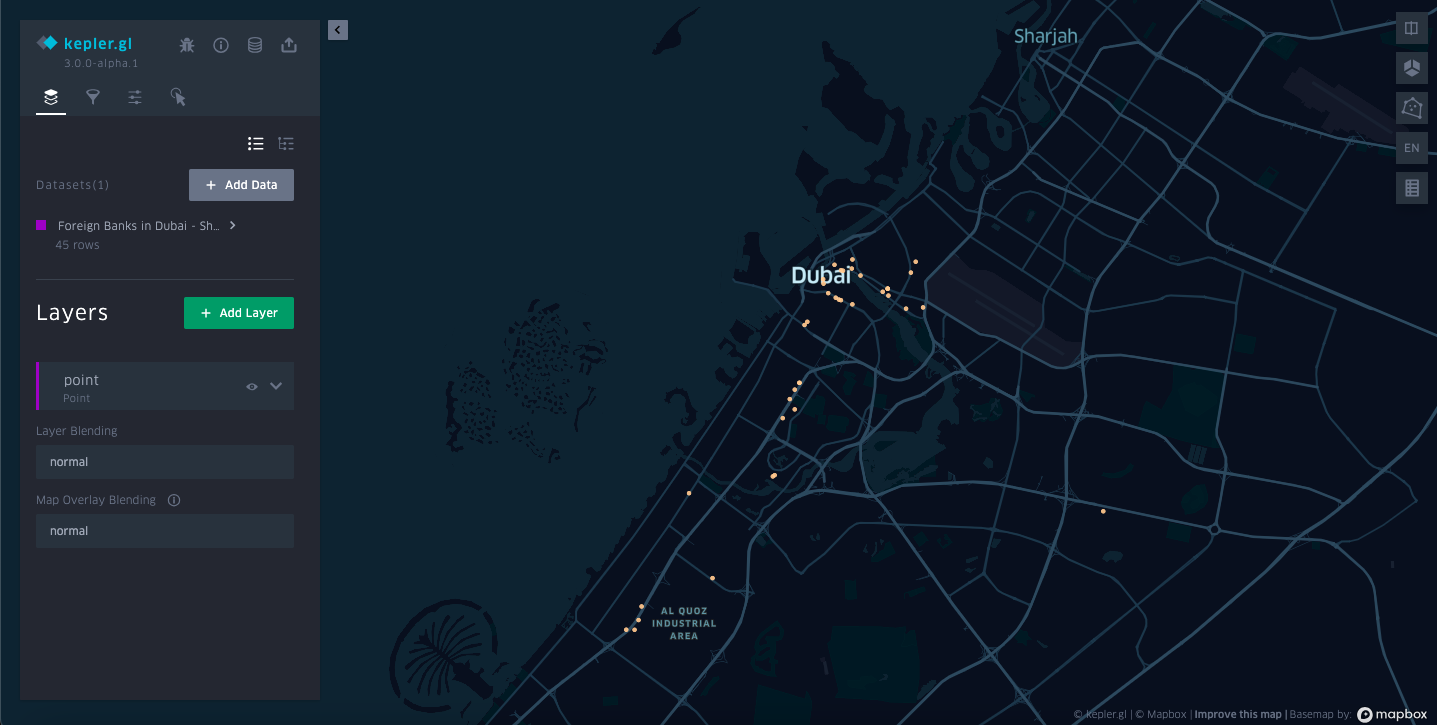 kepler.gl
3.0.0-alpha.1
Datasets(1)
+ Add Data
Foreign Banks in Dubai - Sh...
45 rows
Layers
+ Add Layer
point
Point
Layer Blending
normal
Map Overlay Blending
normal
Sharjah
Dubai
AL QUOZ
INDUSTRIAL
AREA
EN
© kepler.gl | © Mapbox | Improve this map | Basemap by: mapbox